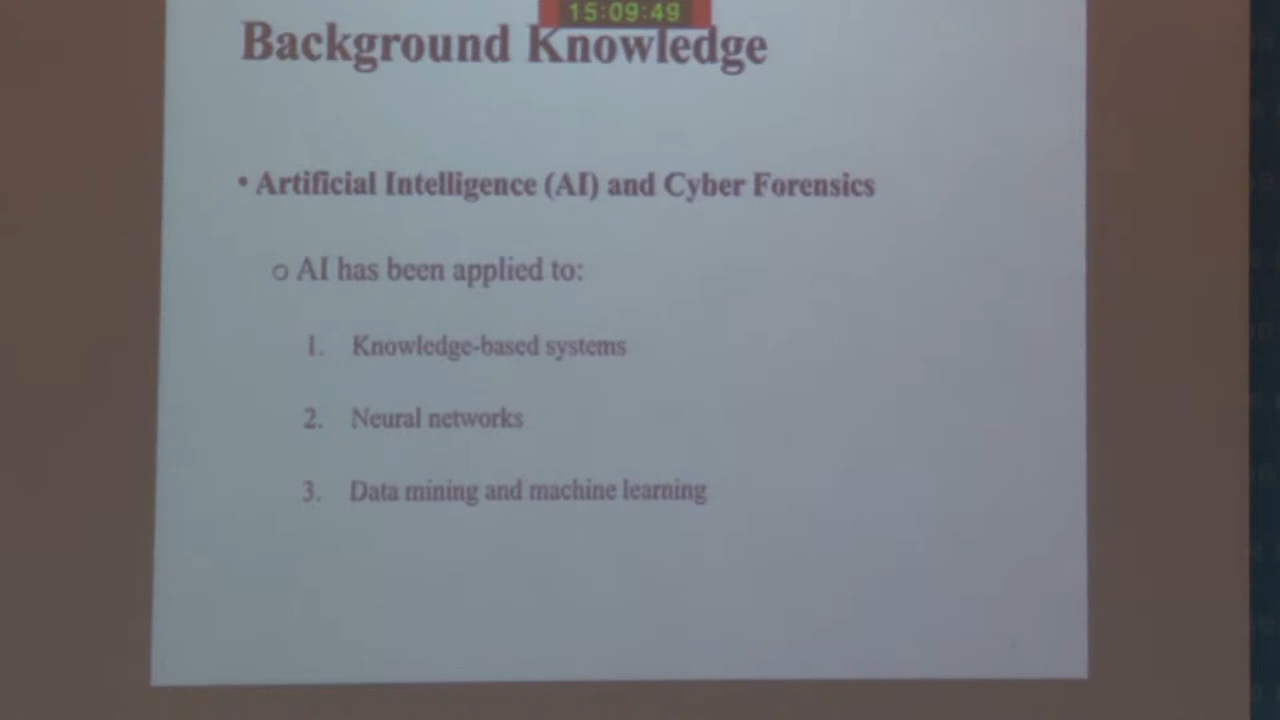 15:09:49
Background Knowledge
• Artificial Intelligence (AI) and Cyber Forensics
o AI has been applied to:
1. Knowledge-based systems
2. Neural networks
3. Data mining and machine learning